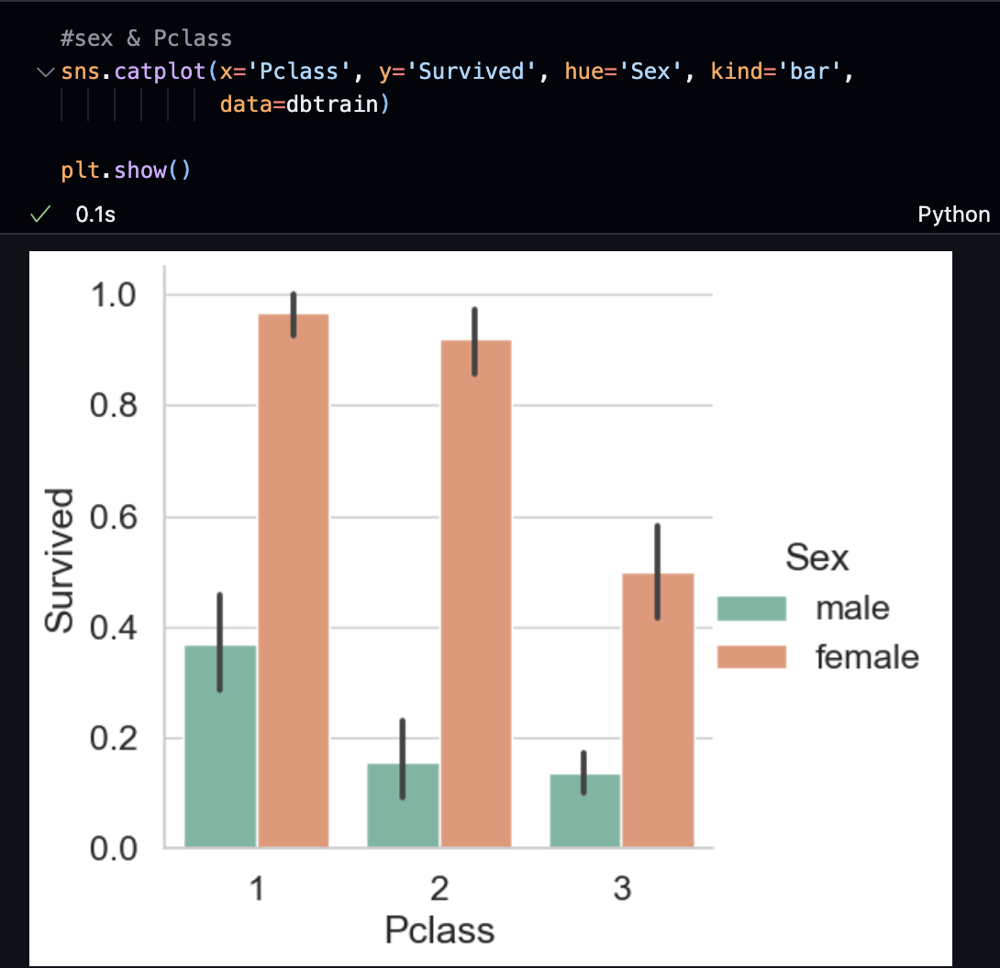 #sex & Pclass
sns.catplot(x='Pclass', y='Survived', hue='Sex', kind='bar',
data=dbtrain)
plt.show()
0.1s
Python
1.0
0.8
0.6
0.4
0.2
0.0
Survived
1 2 3
Pclass
Sex
male
female